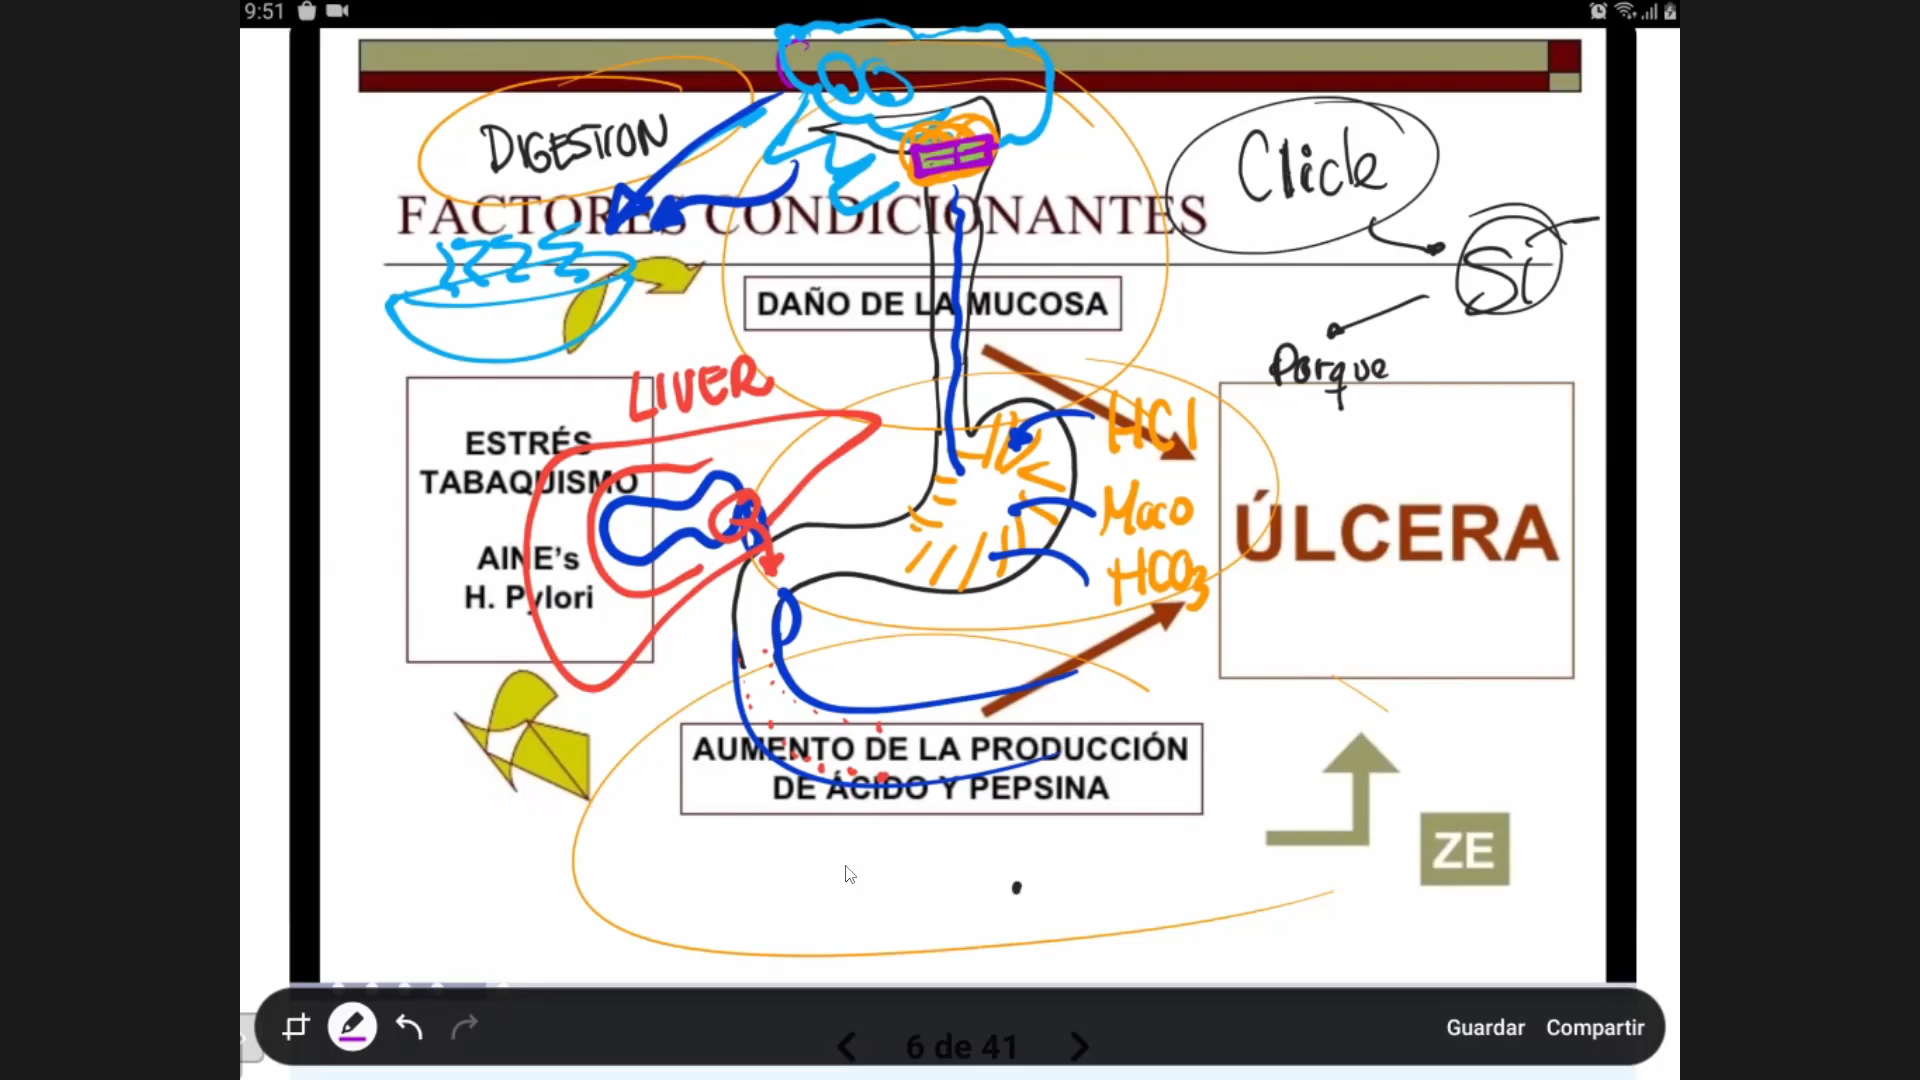 9:51
DIGESTION
Click
FACTORES CONDICIONANTES
Si
DAÑO DE LA MUCOSA
Porque
LIVER
HCl
ESTRÉS
TABAQUISMO
Moco
ÚLCERA
AINE's
H. Pylori
HCO3
AUMENTO DE LA PRODUCCIÓN
DE ÁCIDO Y PEPSINA
ZE
Guardar Compartir
6 de 41